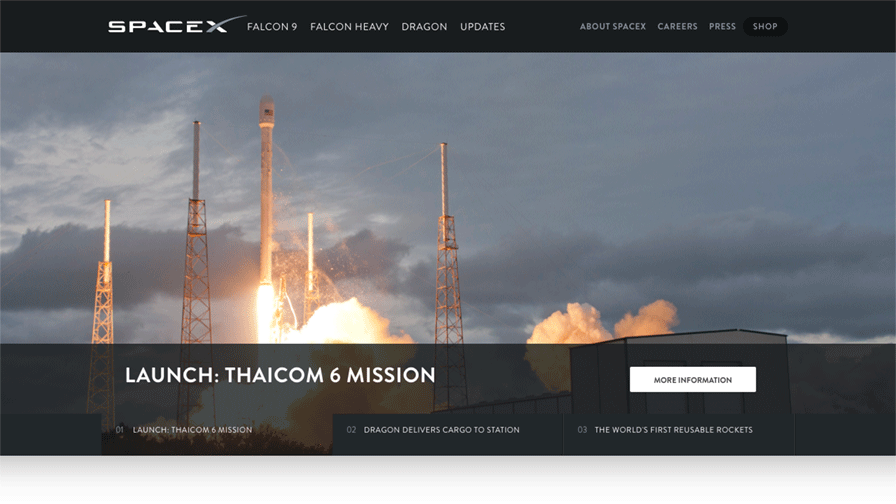 SPACEX
FALCON 9 FALCON HEAVY DRAGON UPDATES
ABOUT SPACEX CAREERS PRESS SHOP
LAUNCH: THAICOM 6 MISSION
MORE INFORMATION
01 LAUNCH: THAICOM 6 MISSION
02 DRAGON DELIVERS CARGO TO STATION
03 THE WORLD'S FIRST REUSABLE ROCKETS